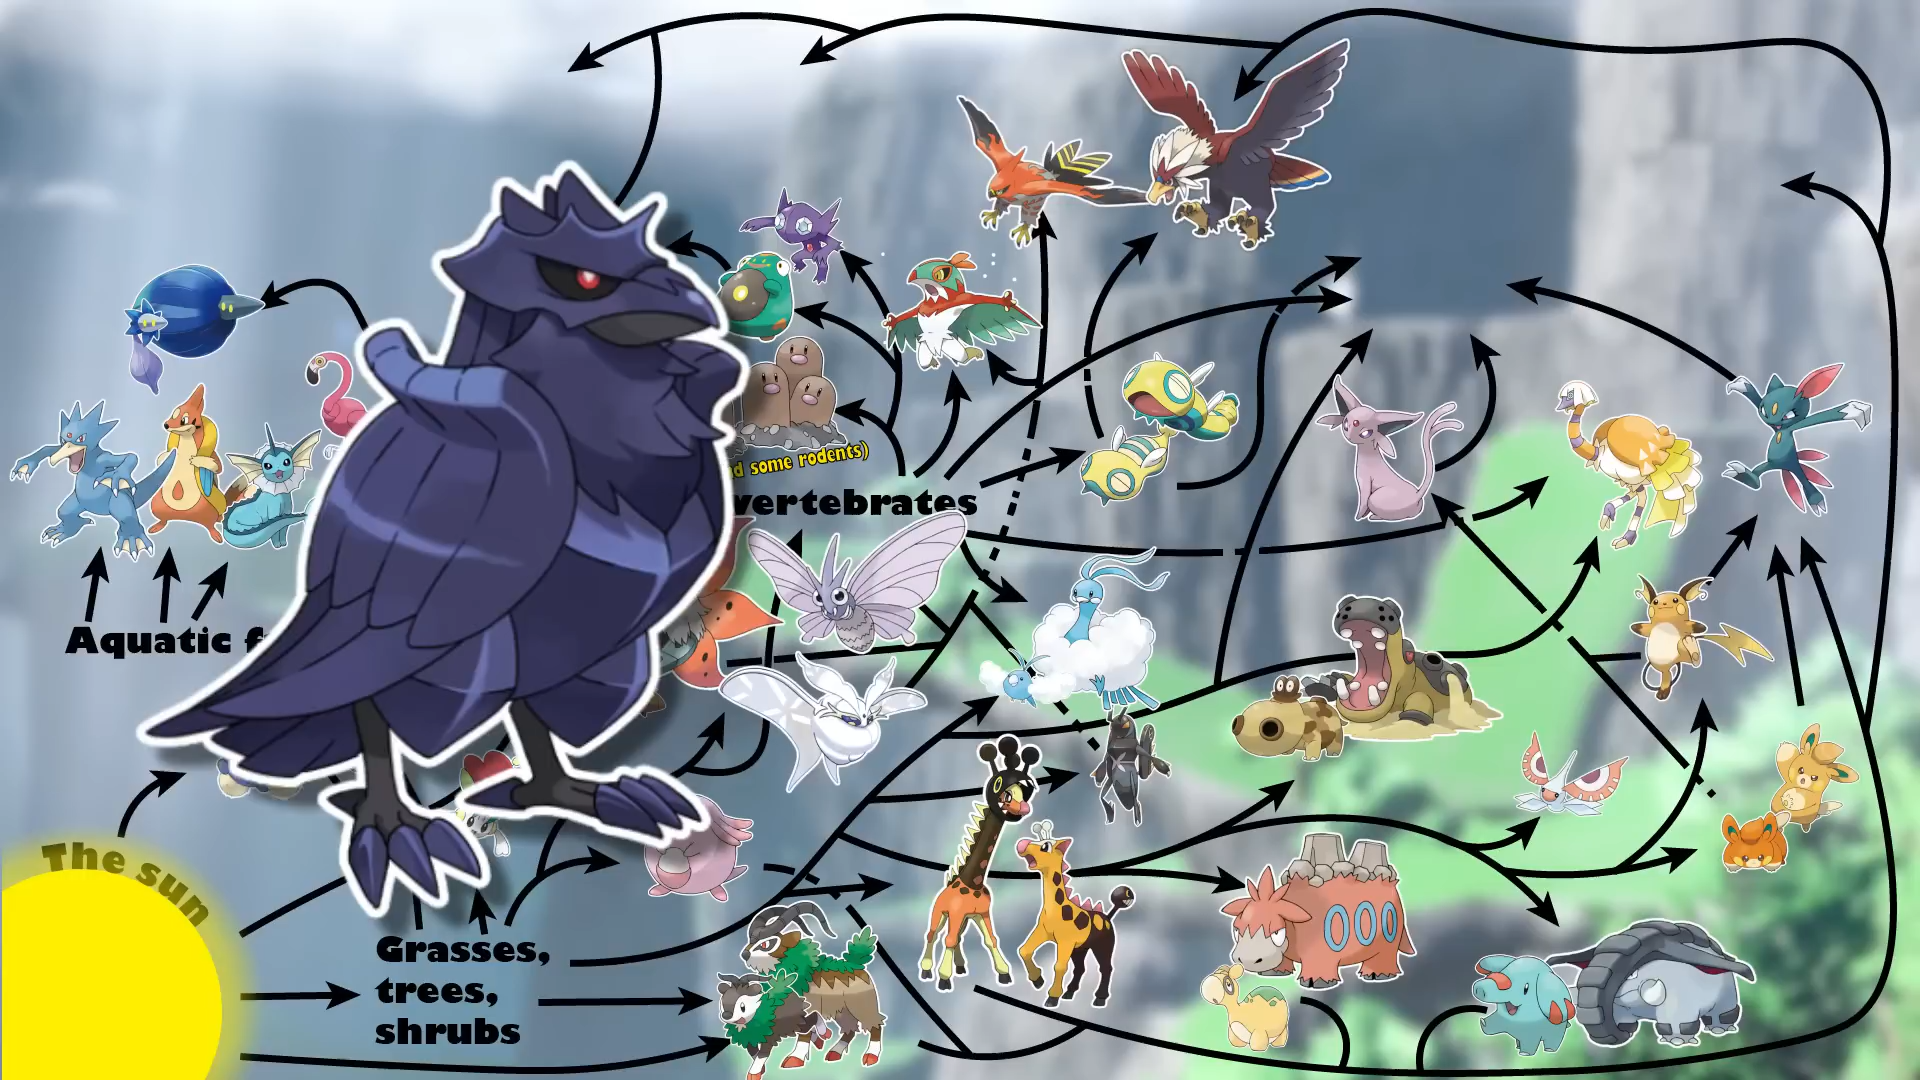 d some rodents)
vertebrates
Aquatic f
The sun
Grasses,
trees,
shrubs